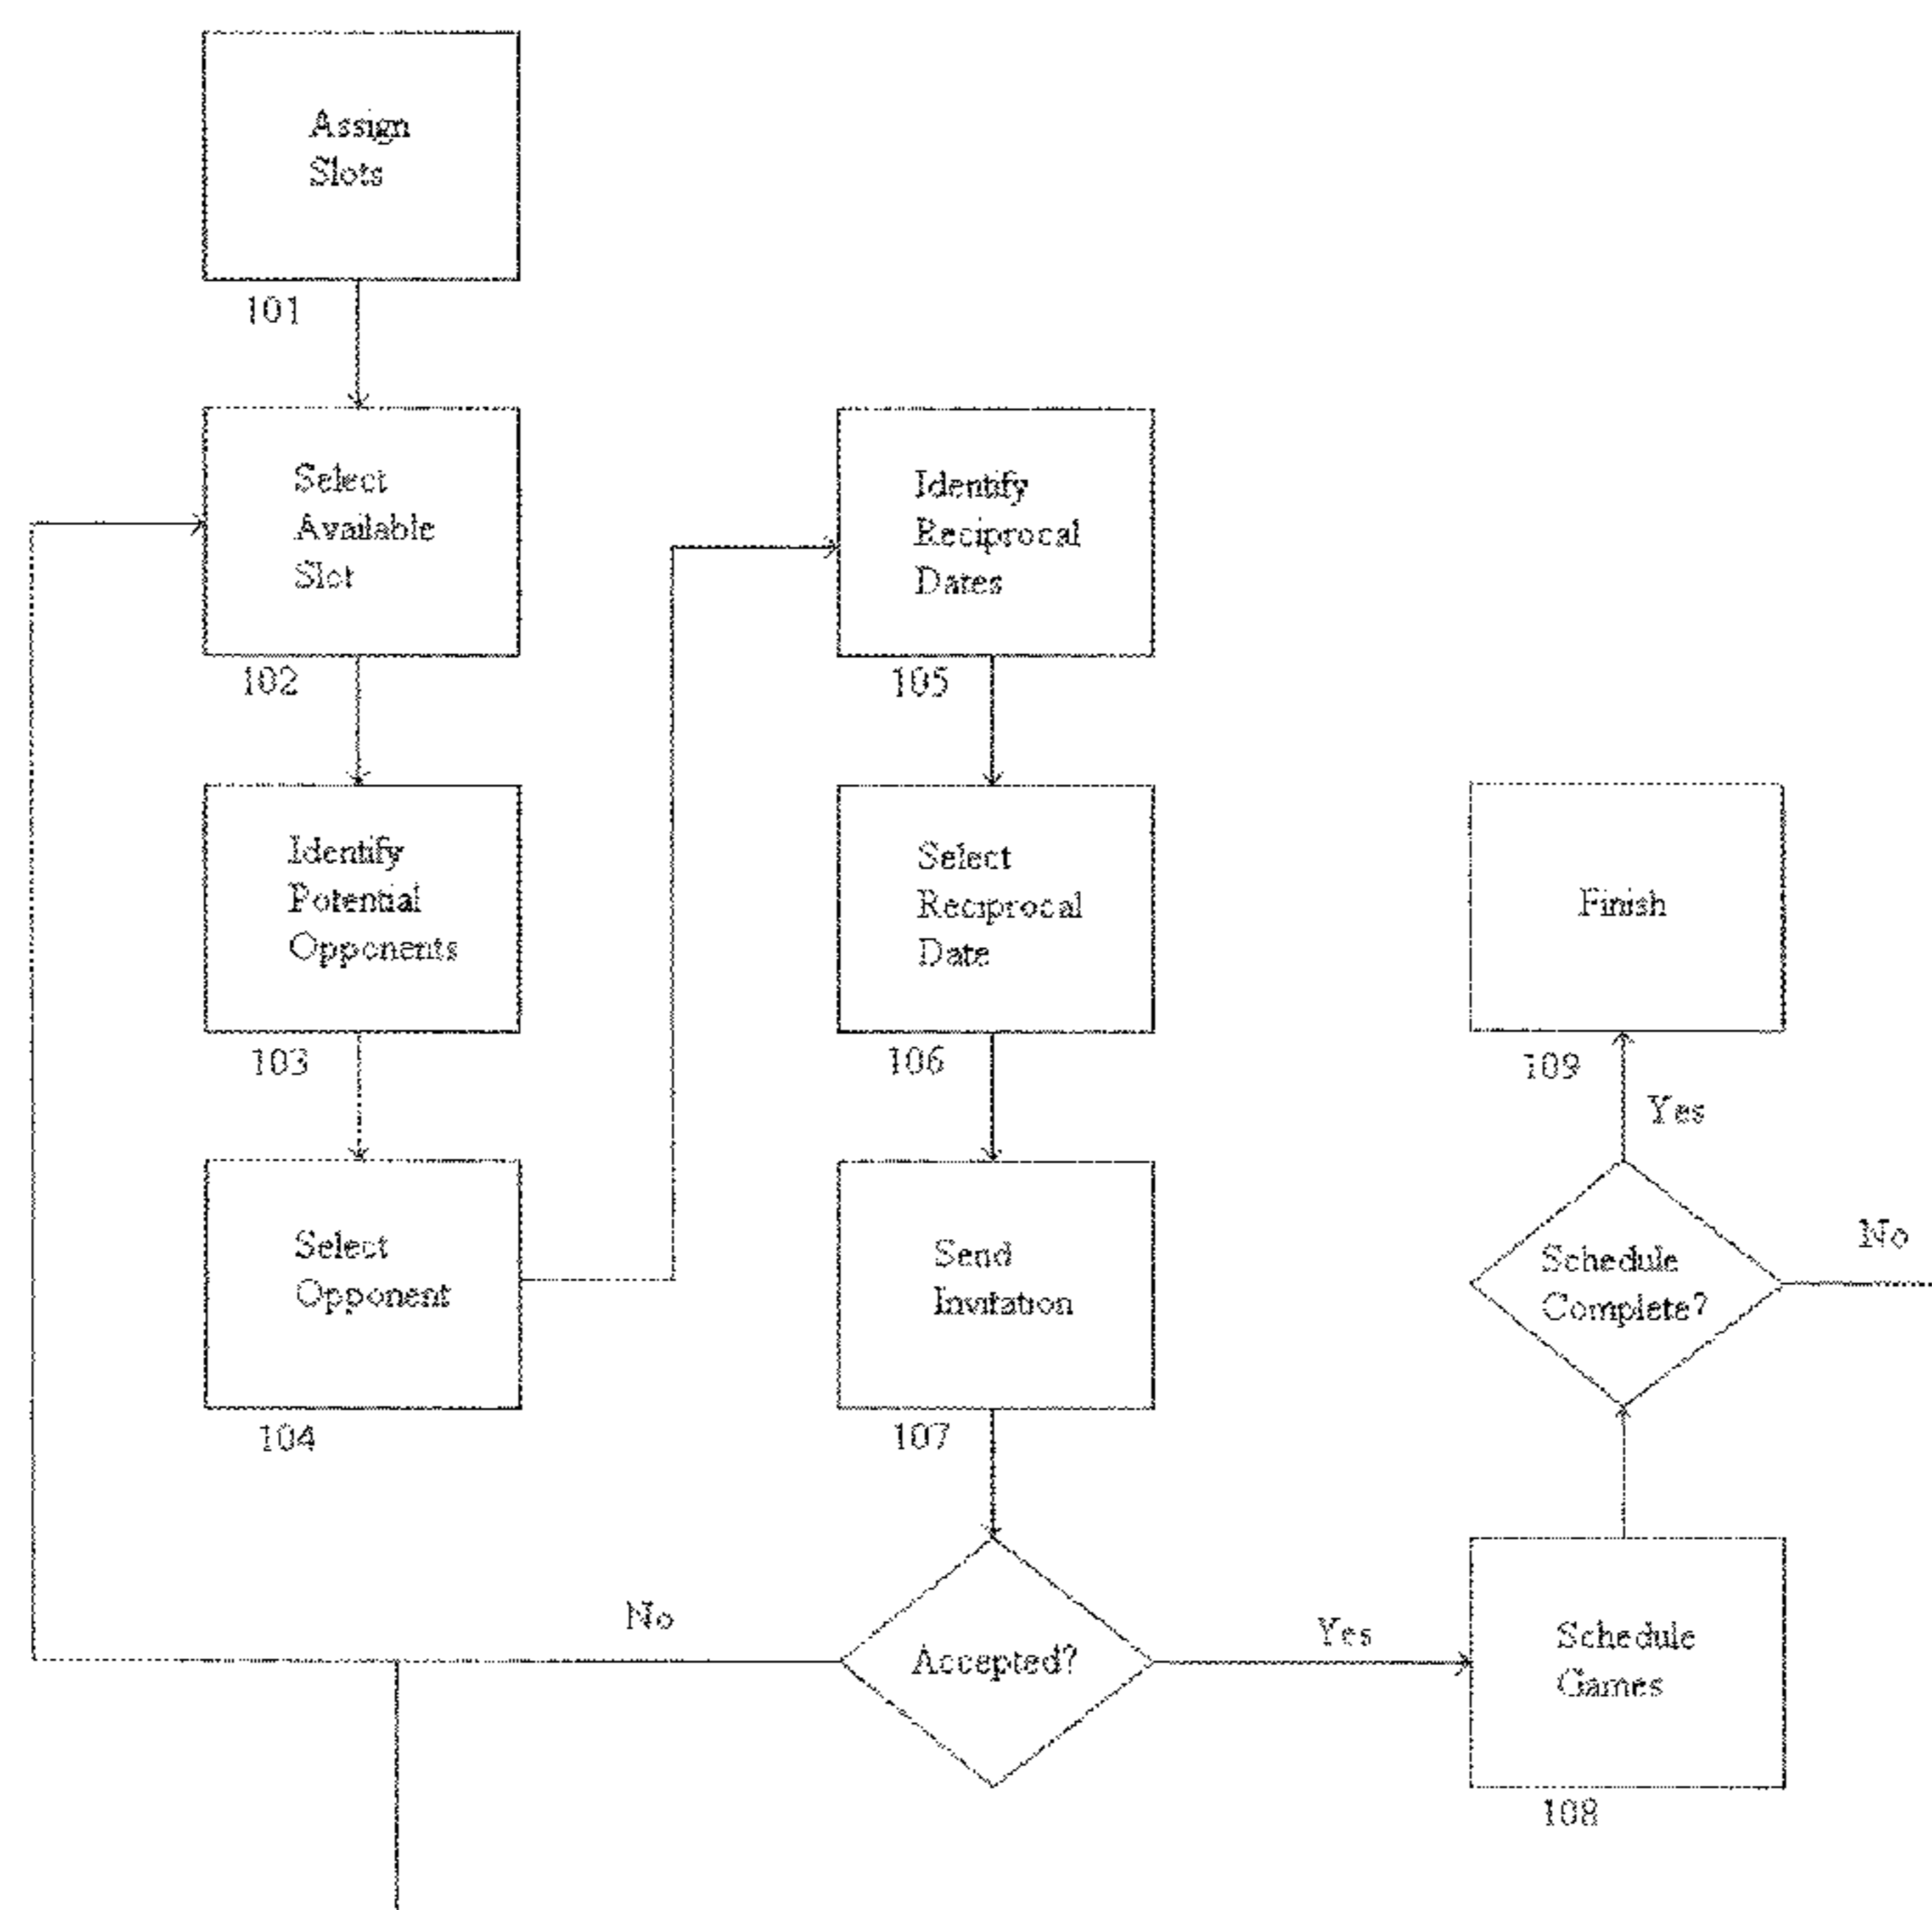 Assign
Slots
101
Select
Available
Slot
102
Identify
Potential
Opponents
103
Select
Opponent
104
Identify
Reciprocal
Dates
105
Select
Reciprocal
Date
106
Send
Invitation
107
Accepted?
No
Yes
Schedule
Games
108
Schedule
Complete?
No
Yes
Finish
109